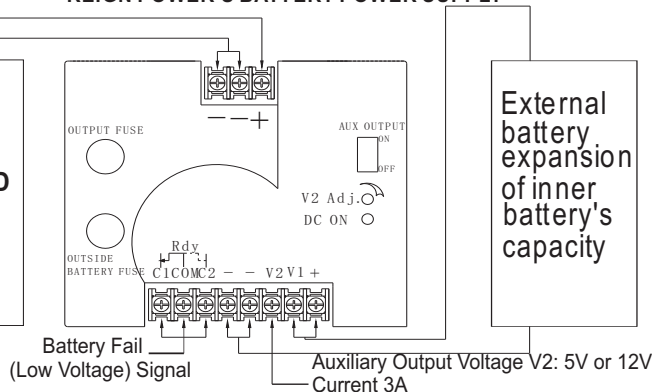 − − +
OUTPUT FUSE
AUX OUTPUT
ON
OFF
V2 Adj.
DC ON
OUTSIDE
BATTERY FUSE
Rdy
C1 COM C2 − − V2 V1 +
External
battery
expansion
of inner
battery's
capacity
Battery Fail
(Low Voltage) Signal
Auxiliary Output Voltage V2: 5V or 12V
Current 3A